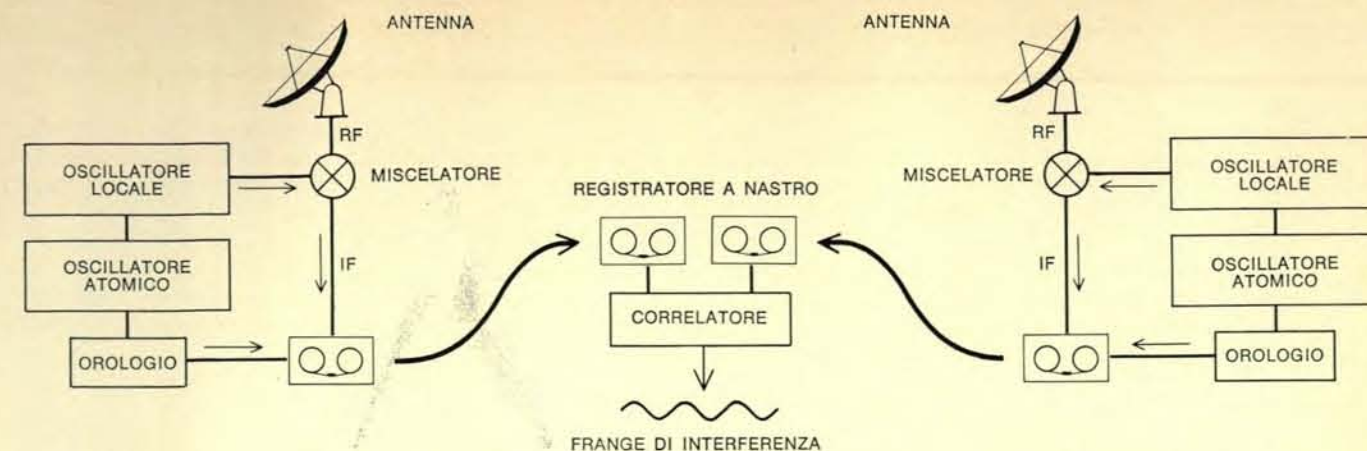 ANTENNA
ANTENNA
RF
RF
OSCILLATORE
LOCALE
MISCELATORE
REGISTRATORE A NASTRO
MISCELATORE
OSCILLATORE
LOCALE
OSCILLATORE
ATOMICO
IF
IF
OSCILLATORE
ATOMICO
CORRELATORE
OROLOGIO
OROLOGIO
FRANGE DI INTERFERENZA